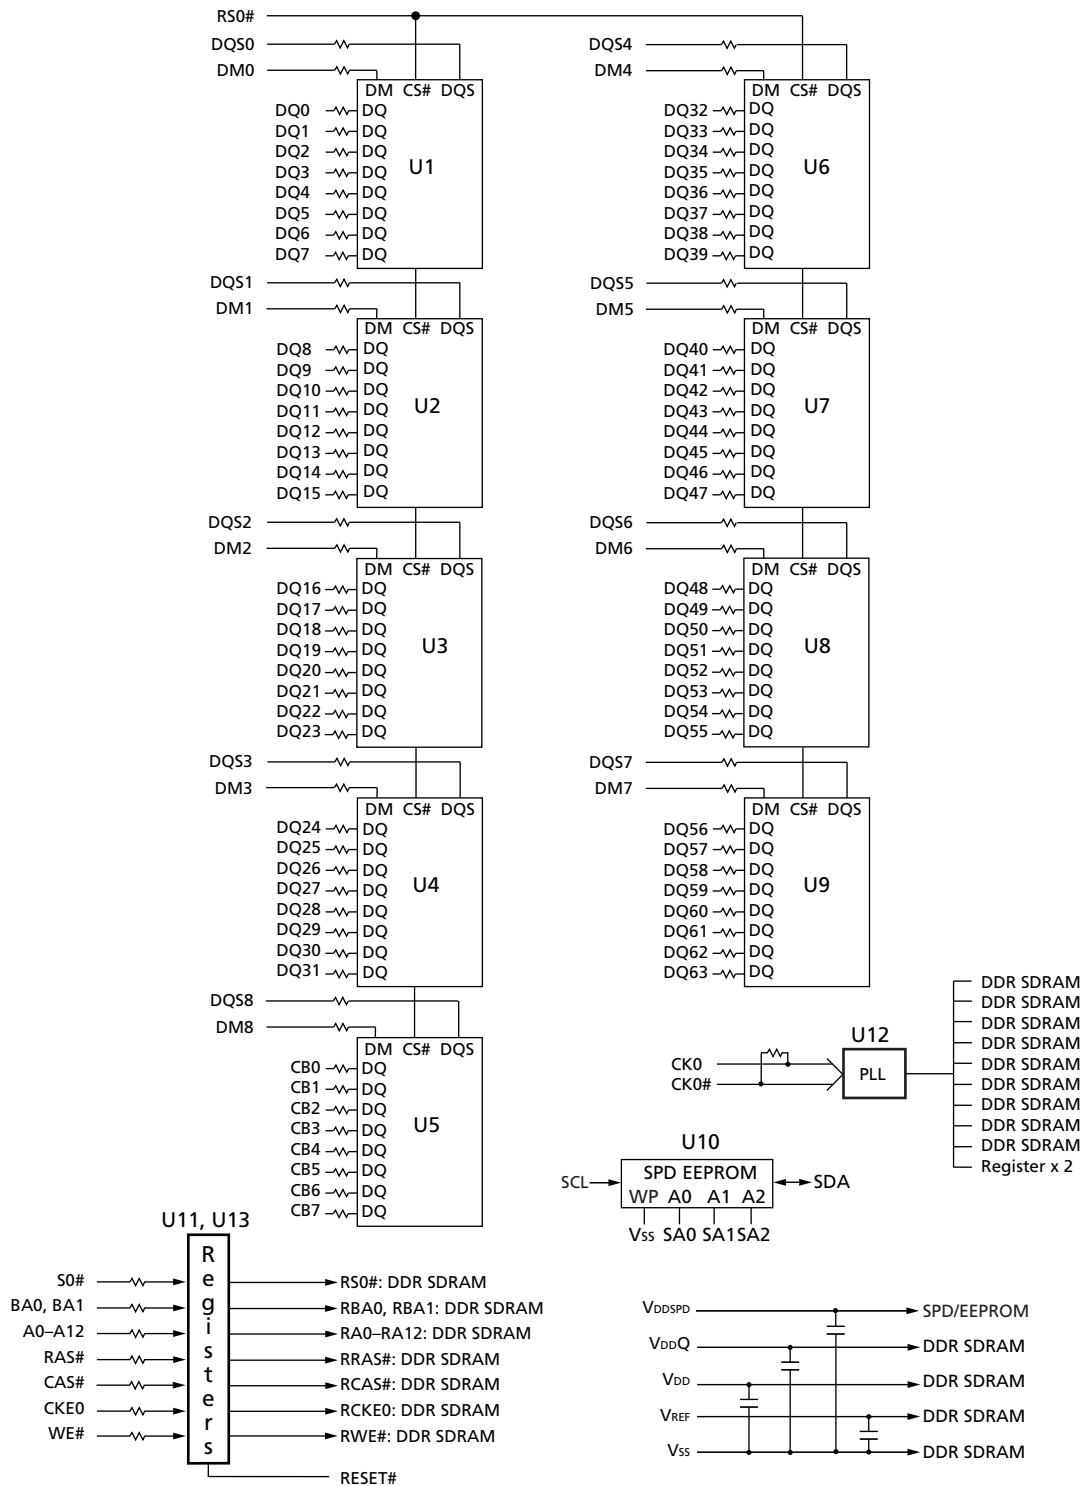 RS0#
DQS0
DM0
DM CS# DQS
DQ0 DQ
DQ1 DQ
DQ2 DQ
DQ3 DQ
DQ4 DQ
DQ5 DQ
DQ6 DQ
DQ7 DQ
U1
DQS1
DM1
DM CS# DQS
DQ8 DQ
DQ9 DQ
DQ10 DQ
DQ11 DQ
DQ12 DQ
DQ13 DQ
DQ14 DQ
DQ15 DQ
U2
DQS2
DM2
DM CS# DQS
DQ16 DQ
DQ17 DQ
DQ18 DQ
DQ19 DQ
DQ20 DQ
DQ21 DQ
DQ22 DQ
DQ23 DQ
U3
DQS3
DM3
DM CS# DQS
DQ24 DQ
DQ25 DQ
DQ26 DQ
DQ27 DQ
DQ28 DQ
DQ29 DQ
DQ30 DQ
DQ31 DQ
U4
DQS8
DM8
DM CS# DQS
CB0 DQ
CB1 DQ
CB2 DQ
CB3 DQ
CB4 DQ
CB5 DQ
CB6 DQ
CB7 DQ
U5
DQS4
DM4
DM CS# DQS
DQ32 DQ
DQ33 DQ
DQ34 DQ
DQ35 DQ
DQ36 DQ
DQ37 DQ
DQ38 DQ
DQ39 DQ
U6
DQS5
DM5
DM CS# DQS
DQ40 DQ
DQ41 DQ
DQ42 DQ
DQ43 DQ
DQ44 DQ
DQ45 DQ
DQ46 DQ
DQ47 DQ
U7
DQS6
DM6
DM CS# DQS
DQ48 DQ
DQ49 DQ
DQ50 DQ
DQ51 DQ
DQ52 DQ
DQ53 DQ
DQ54 DQ
DQ55 DQ
U8
DQS7
DM7
DM CS# DQS
DQ56 DQ
DQ57 DQ
DQ58 DQ
DQ59 DQ
DQ60 DQ
DQ61 DQ
DQ62 DQ
DQ63 DQ
U9
U12
CK0
CK0#
PLL
DDR SDRAM
DDR SDRAM
DDR SDRAM
DDR SDRAM
DDR SDRAM
DDR SDRAM
DDR SDRAM
DDR SDRAM
DDR SDRAM
Register x 2
U10
SPD EEPROM
SCL
SDA
WP A0 A1 A2
VSS SA0 SA1 SA2
U11, U13
Registers
S0#
BA0, BA1
A0–A12
RAS#
CAS#
CKE0
WE#
RS0#: DDR SDRAM
RBA0, RBA1: DDR SDRAM
RA0–RA12: DDR SDRAM
RRAS#: DDR SDRAM
RCAS#: DDR SDRAM
RCKE0: DDR SDRAM
RWE#: DDR SDRAM
RESET#
VDDSPD SPD/EEPROM
VDDQ DDR SDRAM
VDD DDR SDRAM
VREF DDR SDRAM
VSS DDR SDRAM